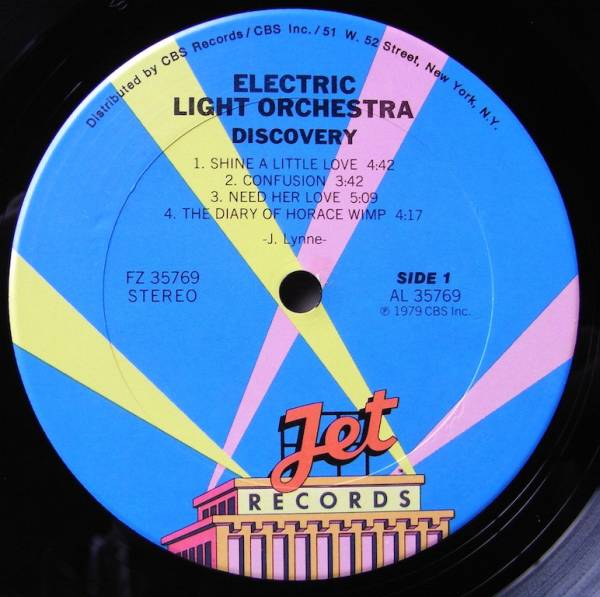 Distributed by CBS Records/CBS Inc./51 W. 52 Street, New York, N.Y.
ELECTRIC
LIGHT ORCHESTRA
DISCOVERY
1. SHINE A LITTLE LOVE 4:42
2. CONFUSION 3:42
3. NEED HER LOVE 5:09
4. THE DIARY OF HORACE WIMP 4:17
-J. Lynne-
FZ 35769
STEREO
SIDE 1
AL 35769
℗ 1979 CBS Inc.
Jet
RECORDS